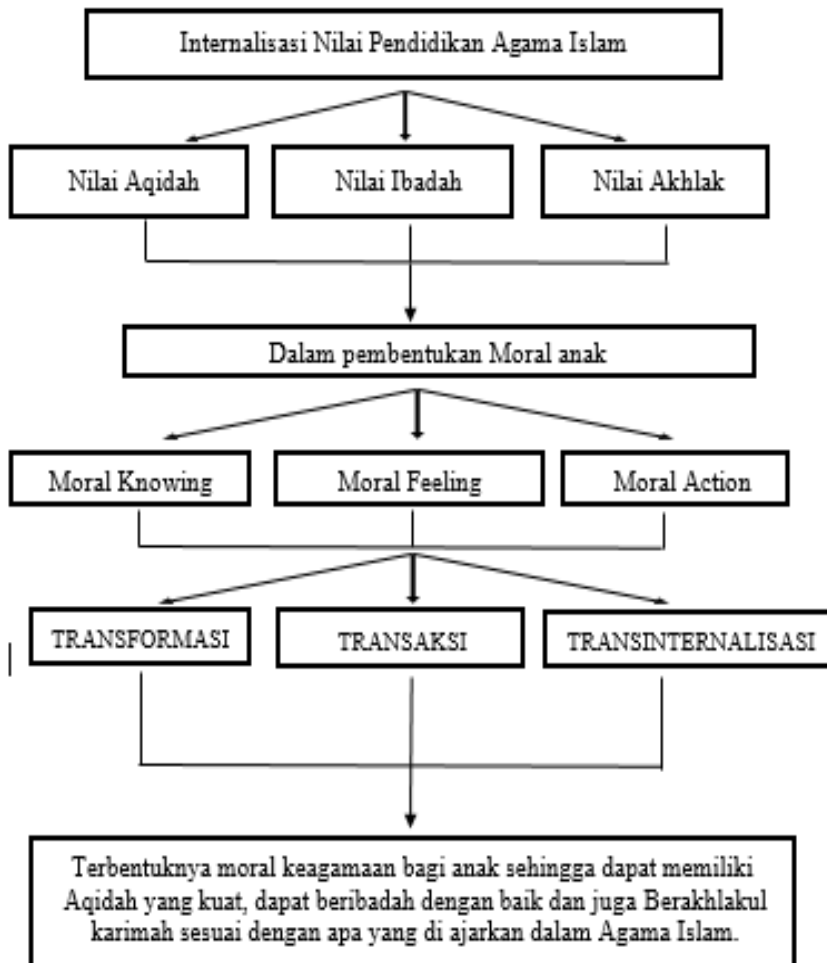 Internalisasi Nilai Pendidikan Agama Islam
Nilai Aqidah
Nilai Ibadah
Nilai Akhlak
Dalam pembentukan Moral anak
Moral Knowing
Moral Feeling
Moral Action
TRANSFORMASI
TRANSAKSI
TRANSINTERNALISASI
Terbentuknya moral keagamaan bagi anak sehingga dapat memiliki
Aqidah yang kuat, dapat beribadah dengan baik dan juga Berakhlakul
karimah sesuai dengan apa yang di ajarkan dalam Agama Islam.